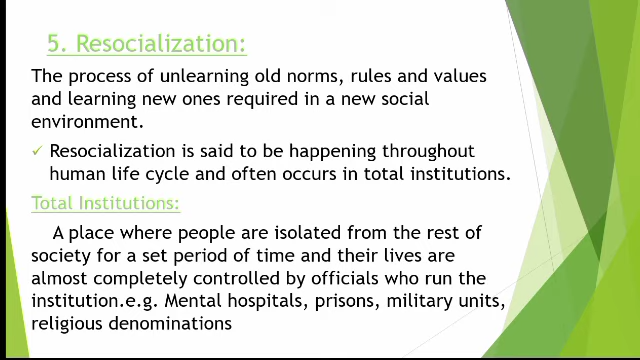 5. Resocialization:
The process of unlearning old norms, rules and values
and learning new ones required in a new social
environment.
✓ Resocialization is said to be happening throughout
human life cycle and often occurs in total institutions.
Total Institutions:
A place where people are isolated from the rest of
society for a set period of time and their lives are
almost completely controlled by officials who run the
institution.e.g. Mental hospitals, prisons, military units,
religious denominations